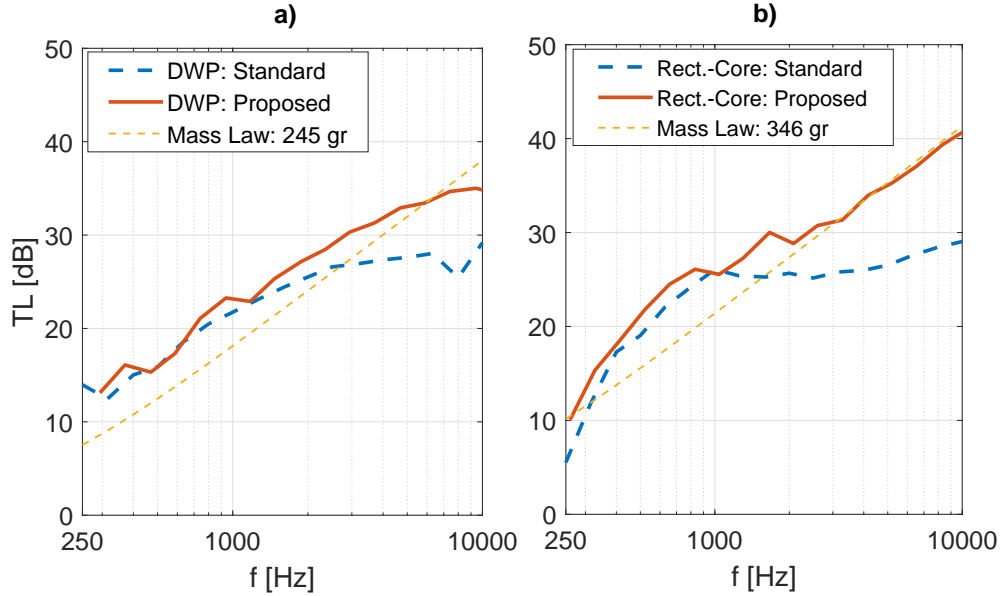 a)
50
40
30
20
10
0
TL [dB]
DWP: Standard
DWP: Proposed
Mass Law: 245 gr
250
1000
10000
f [Hz]
b)
50
40
30
20
10
0
Rect.-Core: Standard
Rect.-Core: Proposed
Mass Law: 346 gr
250
1000
10000
f [Hz]